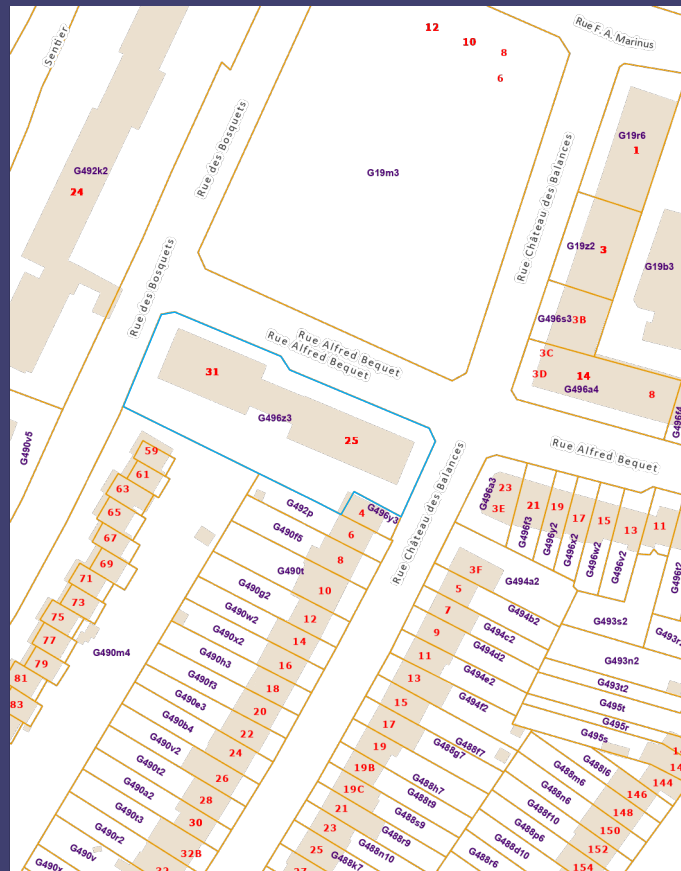 Sentier
12
10
8
6
Rue F. A. Marinus
G19r6
1
Rue des Bosquets
G492k2
24
G19m3
Rue Château des Balances
G19z2
3
G19b3
Rue des Bosquets
G496s3
3B
Rue Alfred Bequet
Rue Alfred Bequet
3C
3D
14
G496a4
8
31
G496z3
25
G496f4
G490v5
59
61
63
65
67
69
71
73
75
77
79
81
83
G490m4
Rue Château des Balances
Rue Alfred Bequet
G496a3
23
3E
21
G496f3
19
G496y2
17
G496x2
15
G496w2
13
G496v2
11
G492p
4
G496y3
6
G490f5
8
G490t
10
G490g2
12
G490w2
14
G490x2
16
G490h3
18
G490f3
20
G490e3
22
G490b4
24
G490v2
26
G490t2
28
G490a2
30
G490t3
32B
G490r2
G490v
3F
G494a2
5
G494b2
7
G494c2
9
G494d2
11
G494e2
13
G494f2
15
17
G488f7
G488g7
19
19B
G488h7
19C
G488t9
21
G488s9
23
G488r9
25
G488n10
G488k7
G493s2
G493n2
G493t2
G495t
G495r
G495s
G488l6
G488m6
G488n6
G488f10
G488p6
G488d10
G488r6
144
146
148
150
152
154